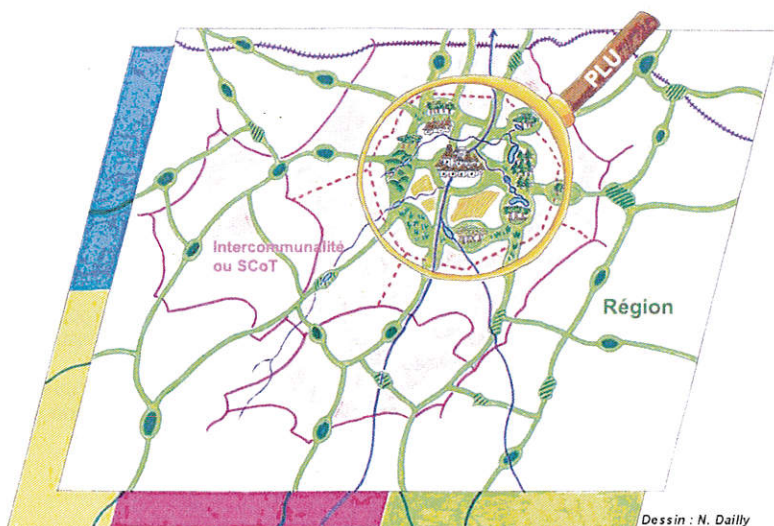 PLU
Intercommunalité
ou SCoT
Région
Dessin : N. Dailly